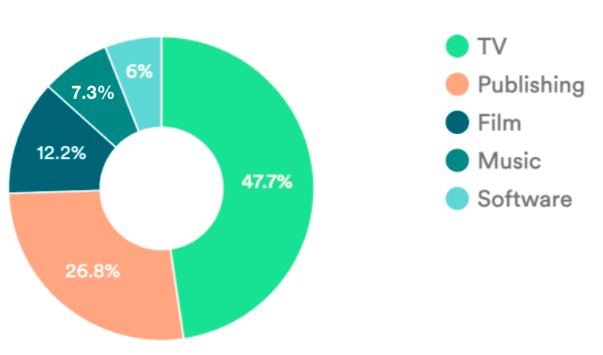 6%
7.3%
12.2%
47.7%
26.8%
TV
Publishing
Film
Music
Software